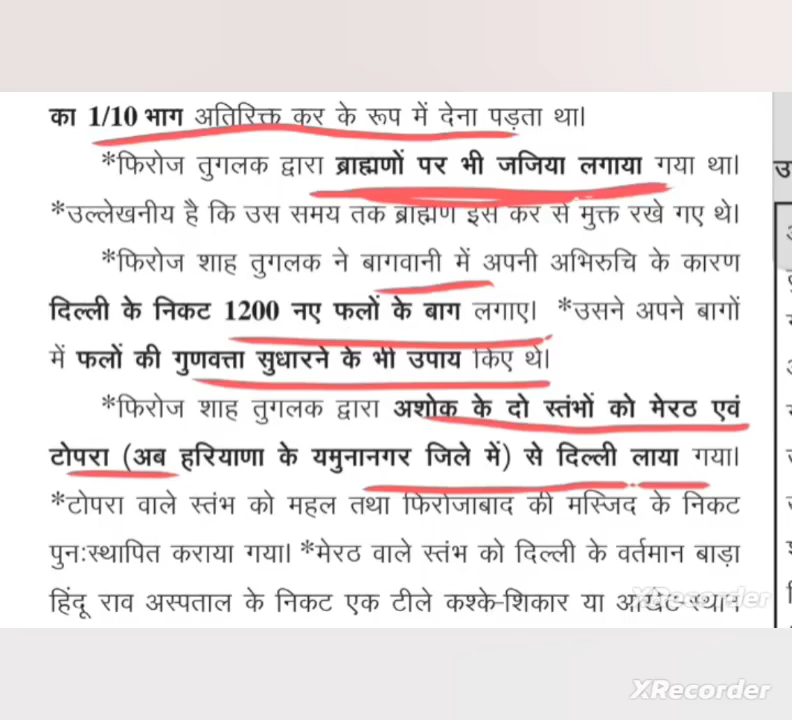 का 1/10 भाग अतिरिक्त कर के रूप में देना पड़ता था।
*फिरोज तुगलक द्वारा ब्राह्मणों पर भी जजिया लगाया गया था।
*उल्लेखनीय है कि उस समय तक ब्राह्मण इस कर से मुक्त रखे गए थे।
*फिरोज शाह तुगलक ने बागवानी में अपनी अभिरुचि के कारण
दिल्ली के निकट 1200 नए फलों के बाग लगाए। *उसने अपने बागों
में फलों की गुणवत्ता सुधारने के भी उपाय किए थे।
*फिरोज शाह तुगलक द्वारा अशोक के दो स्तंभों को मेरठ एवं
टोपरा (अब हरियाणा के यमुनानगर जिले में) से दिल्ली लाया गया।
*टोपरा वाले स्तंभ को महल तथा फिरोजाबाद की मस्जिद के निकट
पुनःस्थापित कराया गया। *मेरठ वाले स्तंभ को दिल्ली के वर्तमान बाड़ा
हिंदू राव अस्पताल के निकट एक टीले कश्के-शिकार या आखेट-स्थान
XRecorder
XRecorder